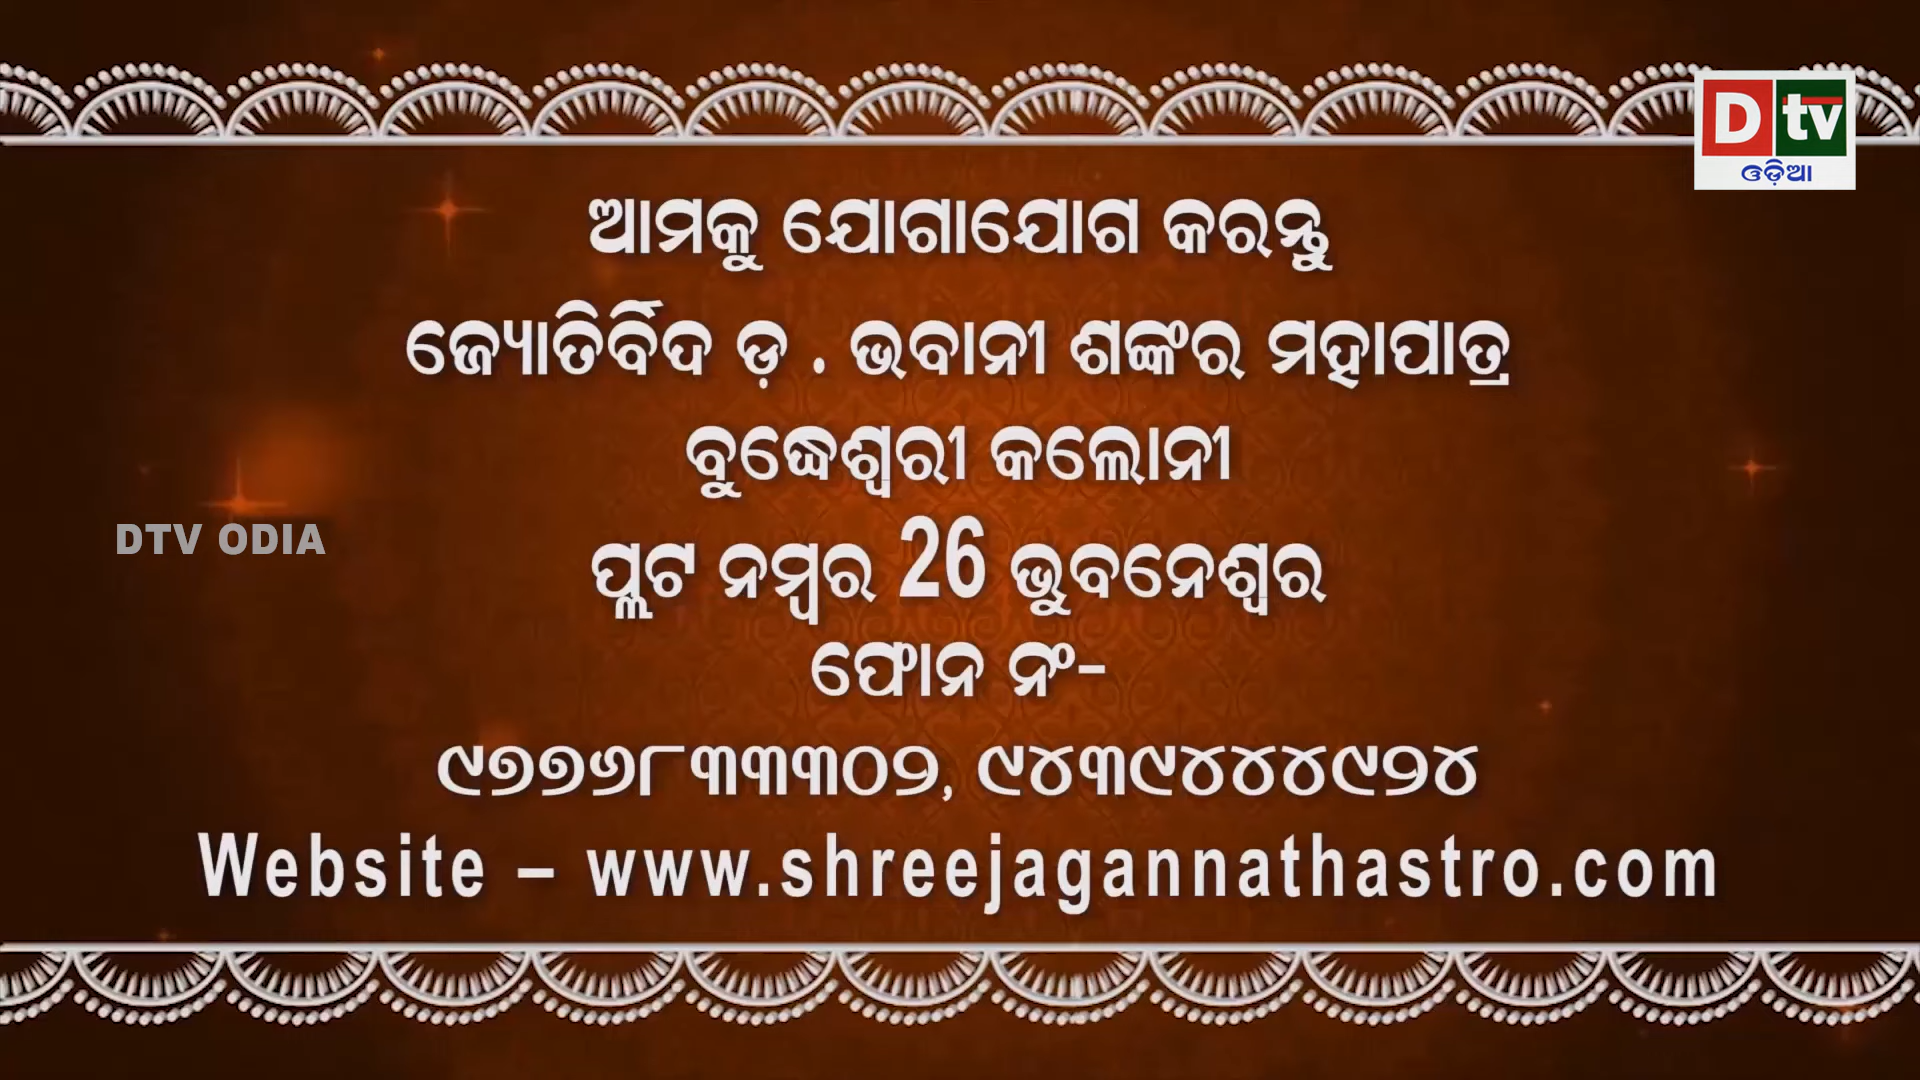 D tv
ଓଡ଼ିଆ
ଆମକୁ ଯୋଗାଯୋଗ କରନ୍ତୁ
ଜ୍ୟୋତିର୍ବିଦ ଡ଼ . ଭବାନୀ ଶଙ୍କର ମହାପାତ୍ର
ବୁଦ୍ଧେଶ୍ୱରୀ କଲୋନୀ
DTV ODIA
ପ୍ଲଟ ନମ୍ବର 26 ଭୁବନେଶ୍ୱର
ଫୋନ ନଂ-
୯୭୭୬୮୩୩୩୦୨, ୯୪୩୯୪୪୪୯୨୪
Website – www.shreejagannathastro.com